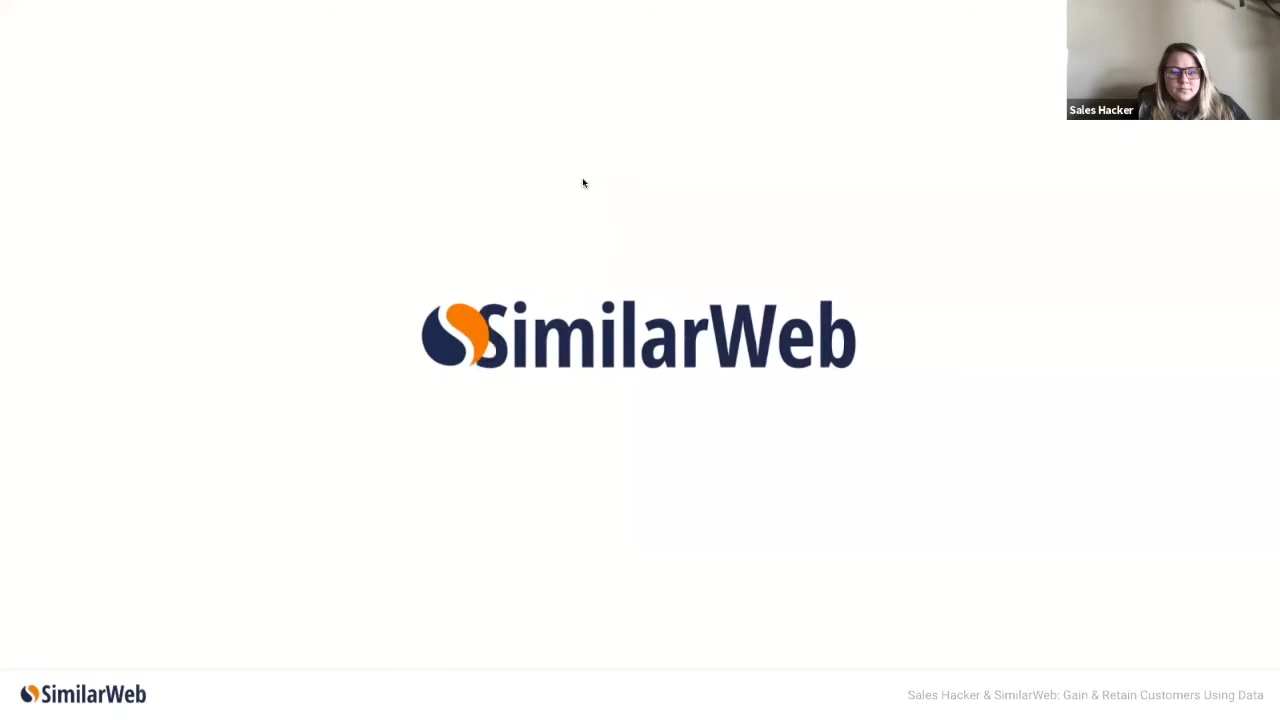 Sales Hacker
SimilarWeb
SimilarWeb
Sales Hacker & SimilarWeb: Gain & Retain Customers Using Data